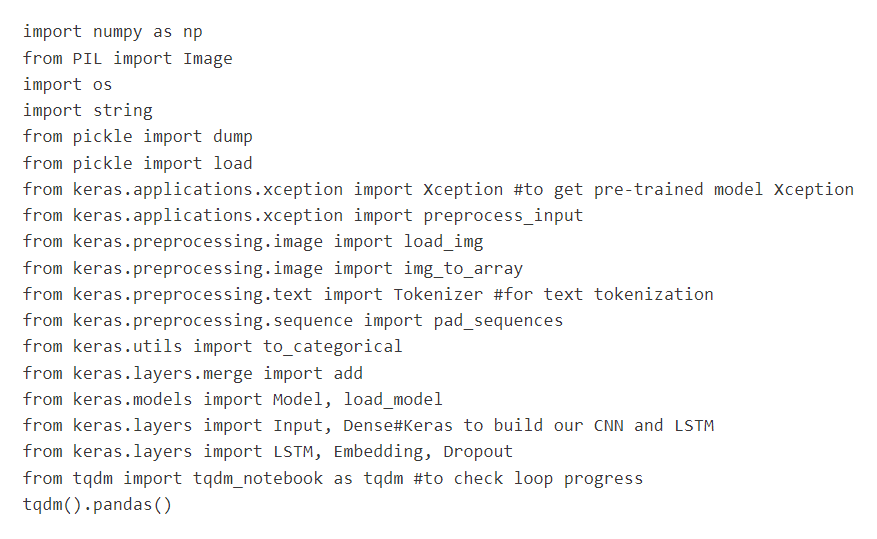 import numpy as np
from PIL import Image
import os
import string
from pickle import dump
from pickle import load
from keras.applications.xception import Xception #to get pre-trained model Xception
from keras.applications.xception import preprocess_input
from keras.preprocessing.image import load_img
from keras.preprocessing.image import img_to_array
from keras.preprocessing.text import Tokenizer #for text tokenization
from keras.preprocessing.sequence import pad_sequences
from keras.utils import to_categorical
from keras.layers.merge import add
from keras.models import Model, load_model
from keras.layers import Input, Dense#Keras to build our CNN and LSTM
from keras.layers import LSTM, Embedding, Dropout
from tqdm import tqdm_notebook as tqdm #to check loop progress
tqdm().pandas()